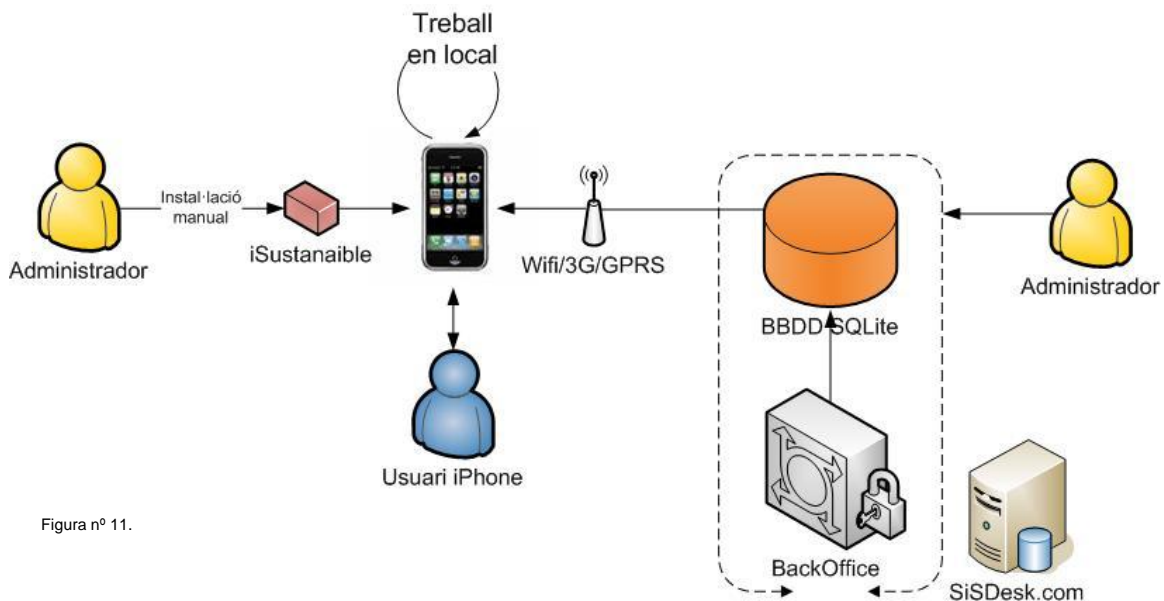 Treball
en local
Instal·lació
manual
Administrador
iSustanaible
Wifi/3G/GPRS
BBDD SQLite
Administrador
Usuari iPhone
BackOffice
SiSDesk.com
Figura nº 11.